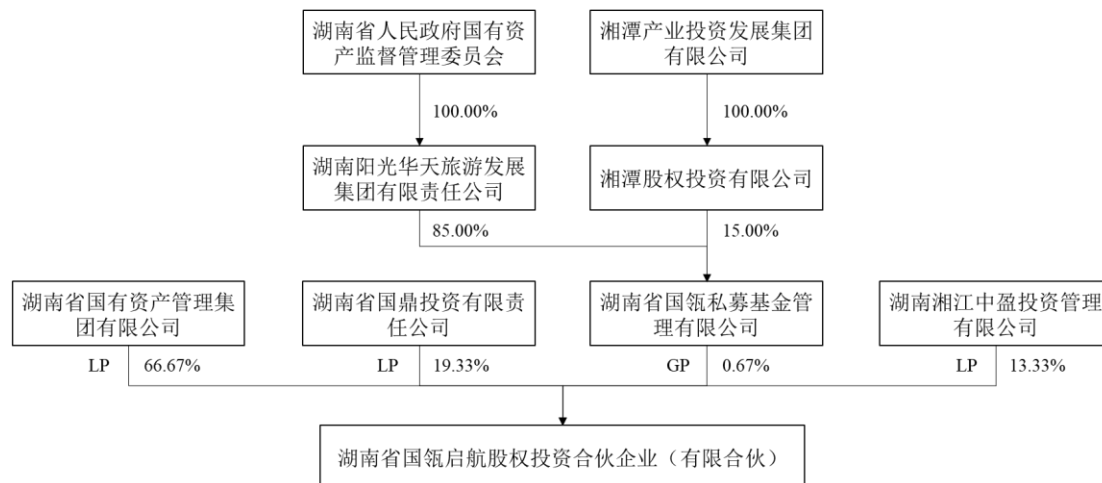 湖南省人民政府国有资
产监督管理委员会
湘潭产业投资发展集团
有限公司
100.00%
100.00%
湖南阳光华天旅游发展
集团有限责任公司
湘潭股权投资有限公司
85.00%
15.00%
湖南省国有资产管理集
团有限公司
湖南省国鼎投资有限责
任公司
湖南省国瓴私募基金管
理有限公司
湖南湘江中盈投资管理
有限公司
LP 66.67%
LP 19.33%
GP 0.67%
LP 13.33%
湖南省国瓴启航股权投资合伙企业（有限合伙）